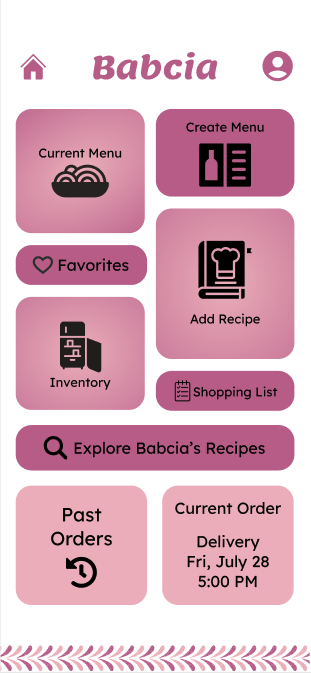 Babcia
Current Menu
Create Menu
Favorites
Add Recipe
Inventory
Shopping List
Explore Babcia’s Recipes
Past
Orders
Current Order
Delivery
Fri, July 28
5:00 PM